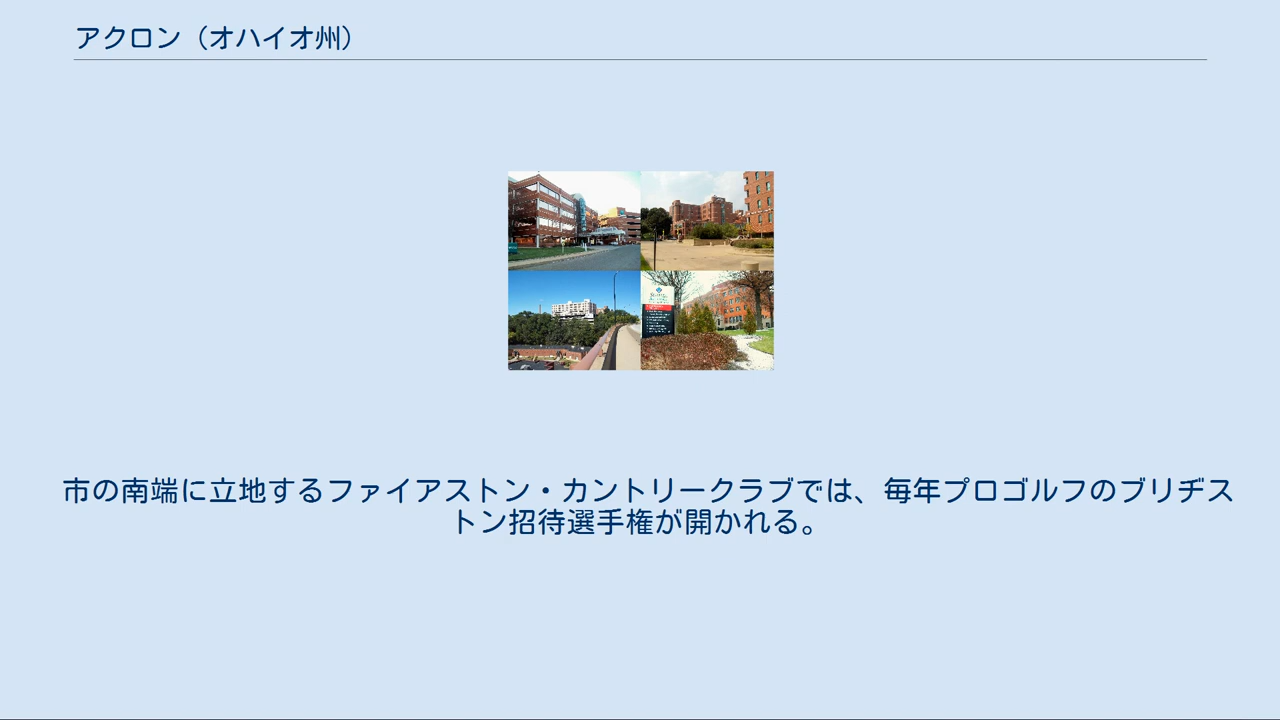 アクロン（オハイオ州）
市の南端に立地するファイアストン・カントリークラブでは、毎年プロゴルフのブリヂス
トン招待選手権が開かれる。